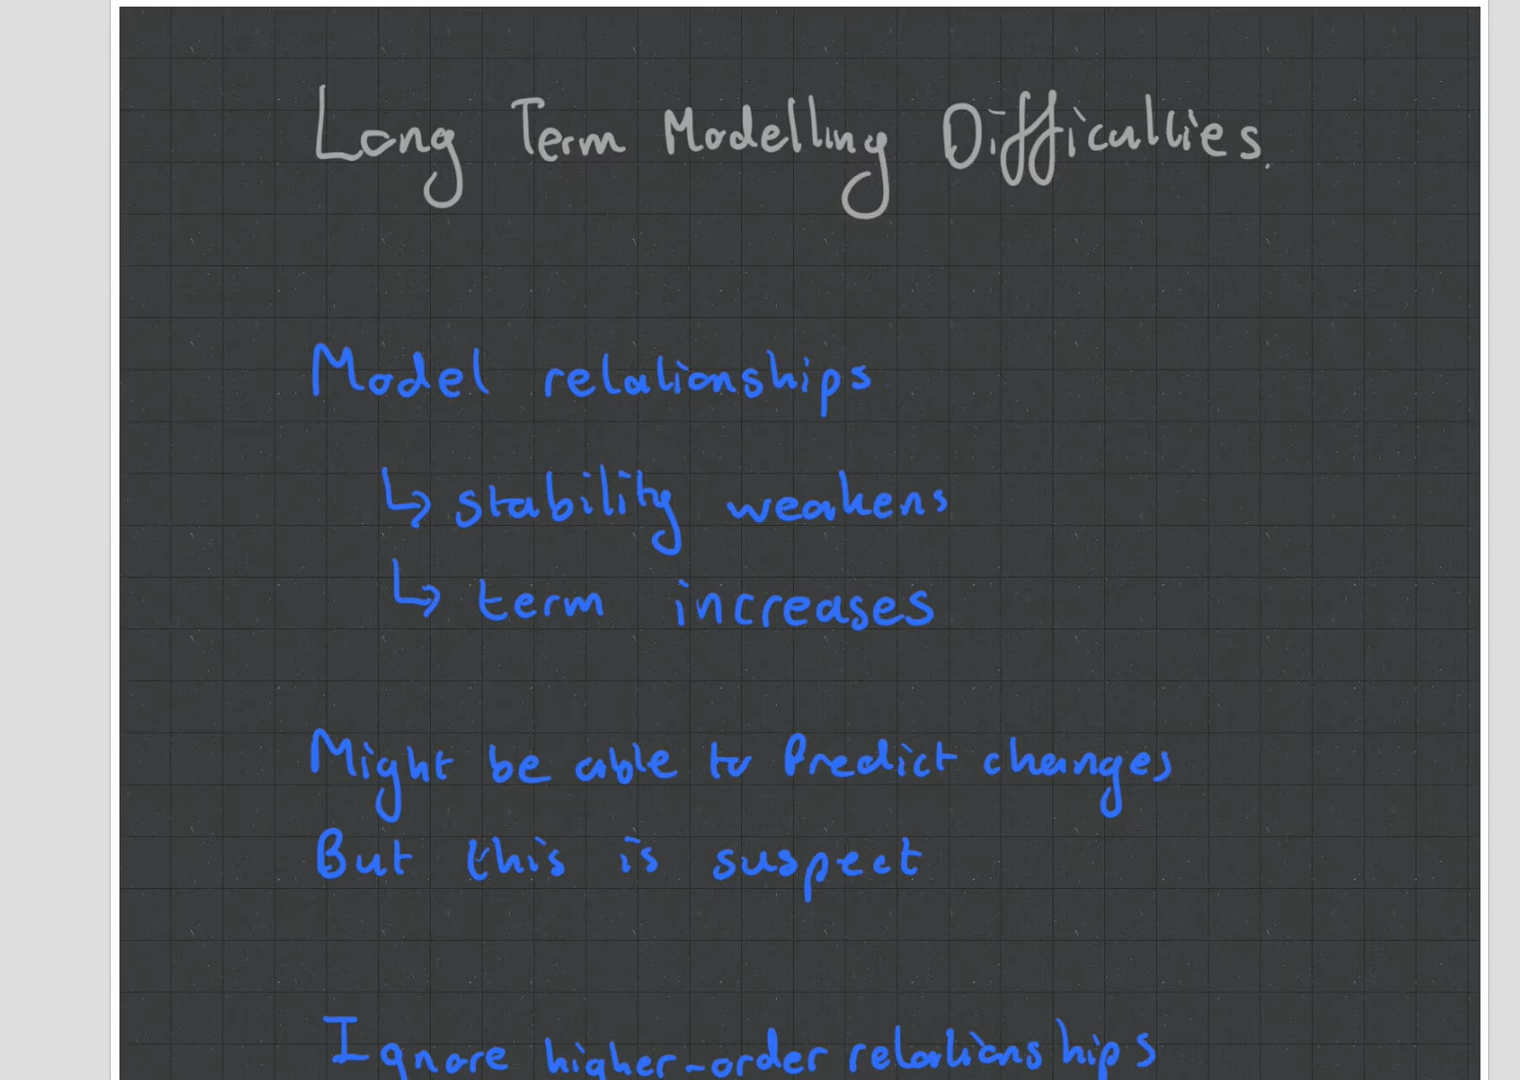 Long Term Modelling Difficulties.
Model relationships
↳ stability weakens
↳ term increases
Might be able to Predict changes
But this is suspect
Ignore higher-order relationships